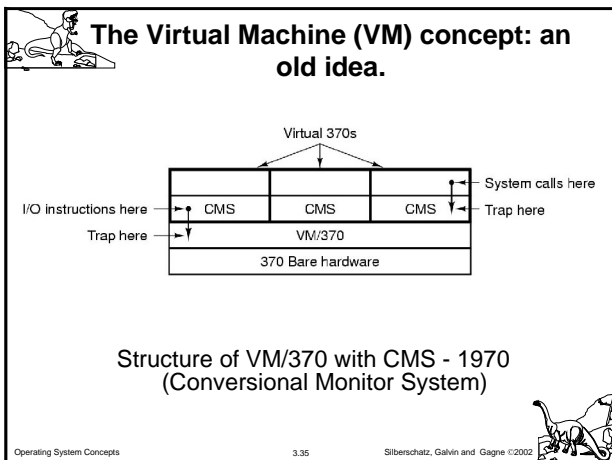 The Virtual Machine (VM) concept: an
old idea.
Virtual 370s
System calls here
I/O instructions here CMS CMS CMS Trap here
Trap here VM/370
370 Bare hardware
Structure of VM/370 with CMS - 1970
(Conversional Monitor System)
Operating System Concepts 3.35 Silberschatz, Galvin and Gagne ©2002